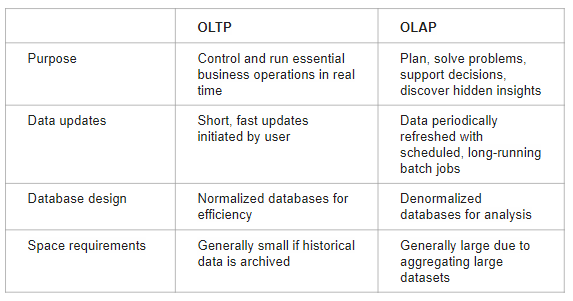 OLTP OLAP
Purpose Control and run essential Plan, solve problems,
business operations in real support decisions,
time discover hidden insights
Data updates Short, fast updates Data periodically
initiated by user refreshed with
scheduled, long-running
batch jobs
Database design Normalized databases for Denormalized
efficiency databases for analysis
Space requirements Generally small if historical Generally large due to
data is archived aggregating large
datasets